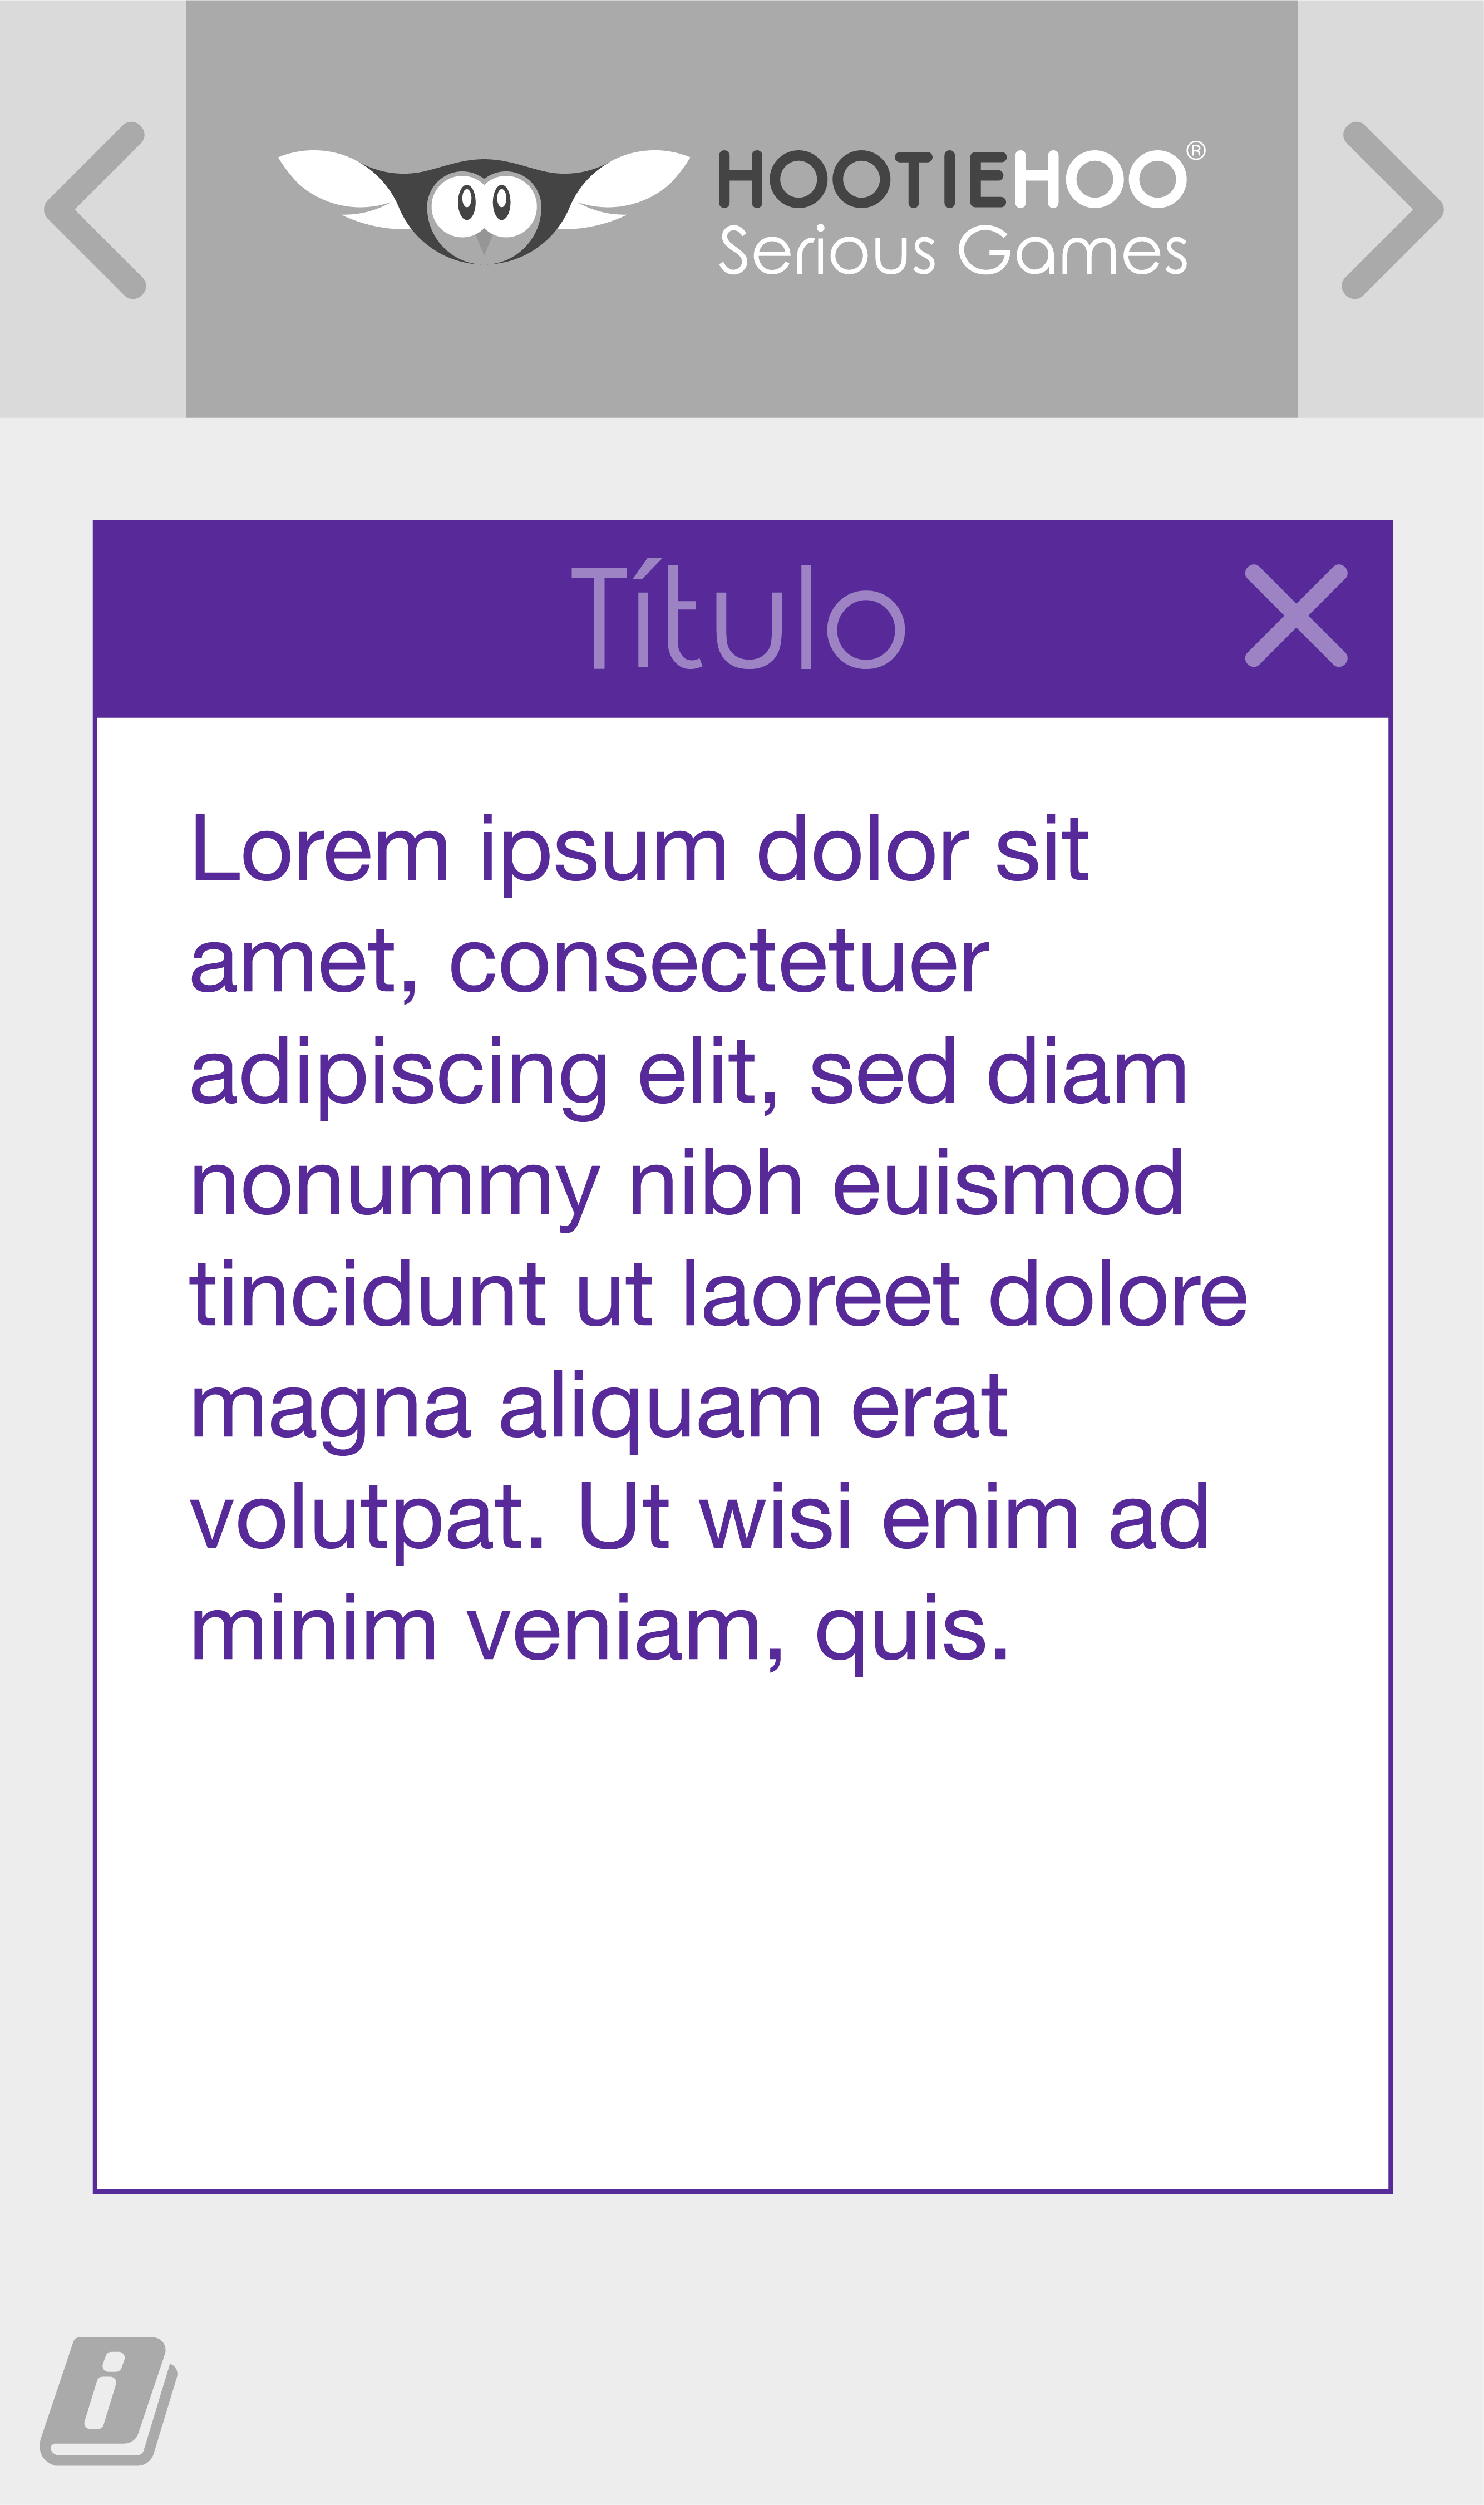 HOOTIEHOO®
Serious Games
Título
Lorem ipsum dolor sit
amet, consectetuer
adipiscing elit, sed diam
nonummy nibh euismod
tincidunt ut laoreet dolore
magna aliquam erat
volutpat. Ut wisi enim ad
minim veniam, quis.
i